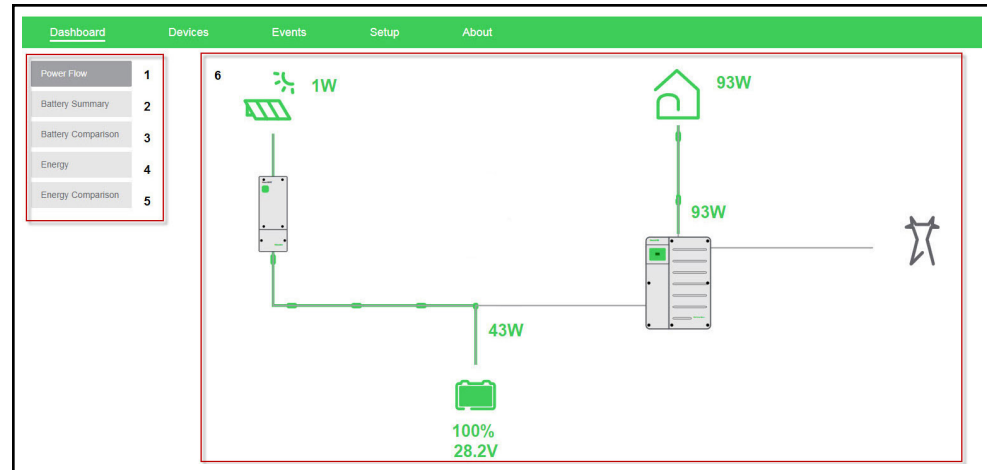 Dashboard Devices Events Setup About
Power Flow 1
Battery Summary 2
Battery Comparison 3
Energy 4
Energy Comparison 5
6
1W
93W
93W
43W
100%
28.2V